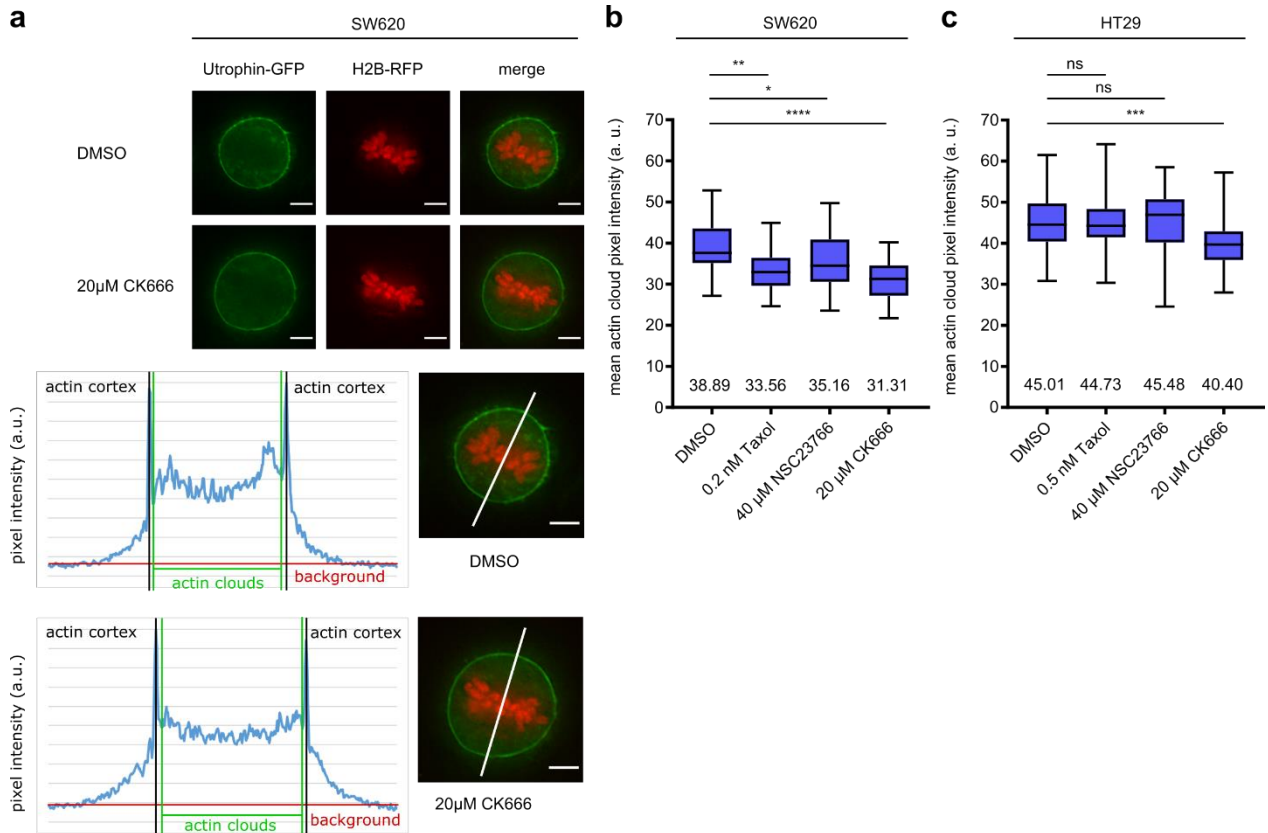 a
SW620
Utrophin-GFP H2B-RFP merge
DMSO
20µM CK666
pixel intensity (a.u.)
actin cortex actin cortex
actin clouds background
DMSO
pixel intensity (a.u.)
actin cortex actin cortex
actin clouds background
20µM CK666
b
SW620
**
*
****
mean actin cloud pixel intensity (a. u.)
70
60
50
40
30
20
10
0
38.89 33.56 35.16 31.31
DMSO
0.2 nM Taxol
40 µM NSC23766
20 µM CK666
c
HT29
ns
ns
***
mean actin cloud pixel intensity (a. u.)
70
60
50
40
30
20
10
0
45.01 44.73 45.48 40.40
DMSO
0.5 nM Taxol
40 µM NSC23766
20 µM CK666